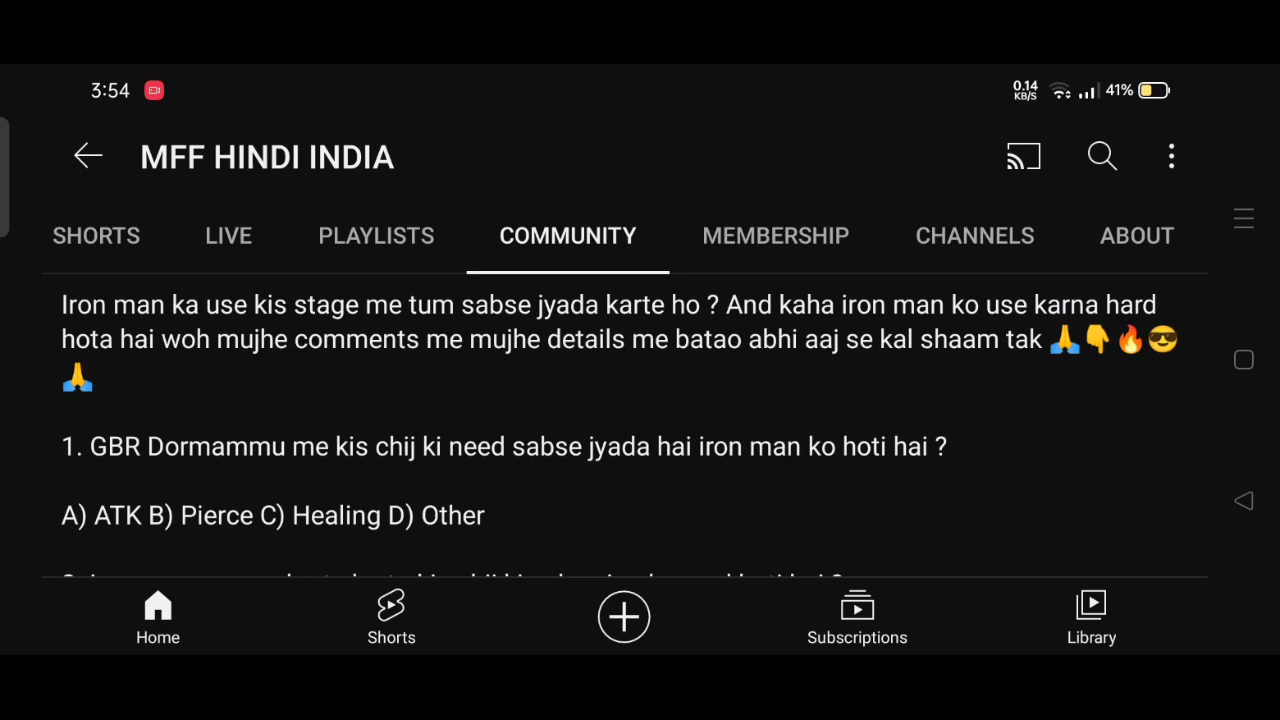 3:54
0.14 KB/S
41%
MFF HINDI INDIA
SHORTS LIVE PLAYLISTS COMMUNITY MEMBERSHIP CHANNELS ABOUT
Iron man ka use kis stage me tum sabse jyada karte ho ? And kaha iron man ko use karna hard
hota hai woh mujhe comments me mujhe details me batao abhi aaj se kal shaam tak 🙏👇🔥😎
🙏
1. GBR Dormammu me kis chij ki need sabse jyada hai iron man ko hoti hai ?
A) ATK B) Pierce C) Healing D) Other
Home Shorts Subscriptions Library